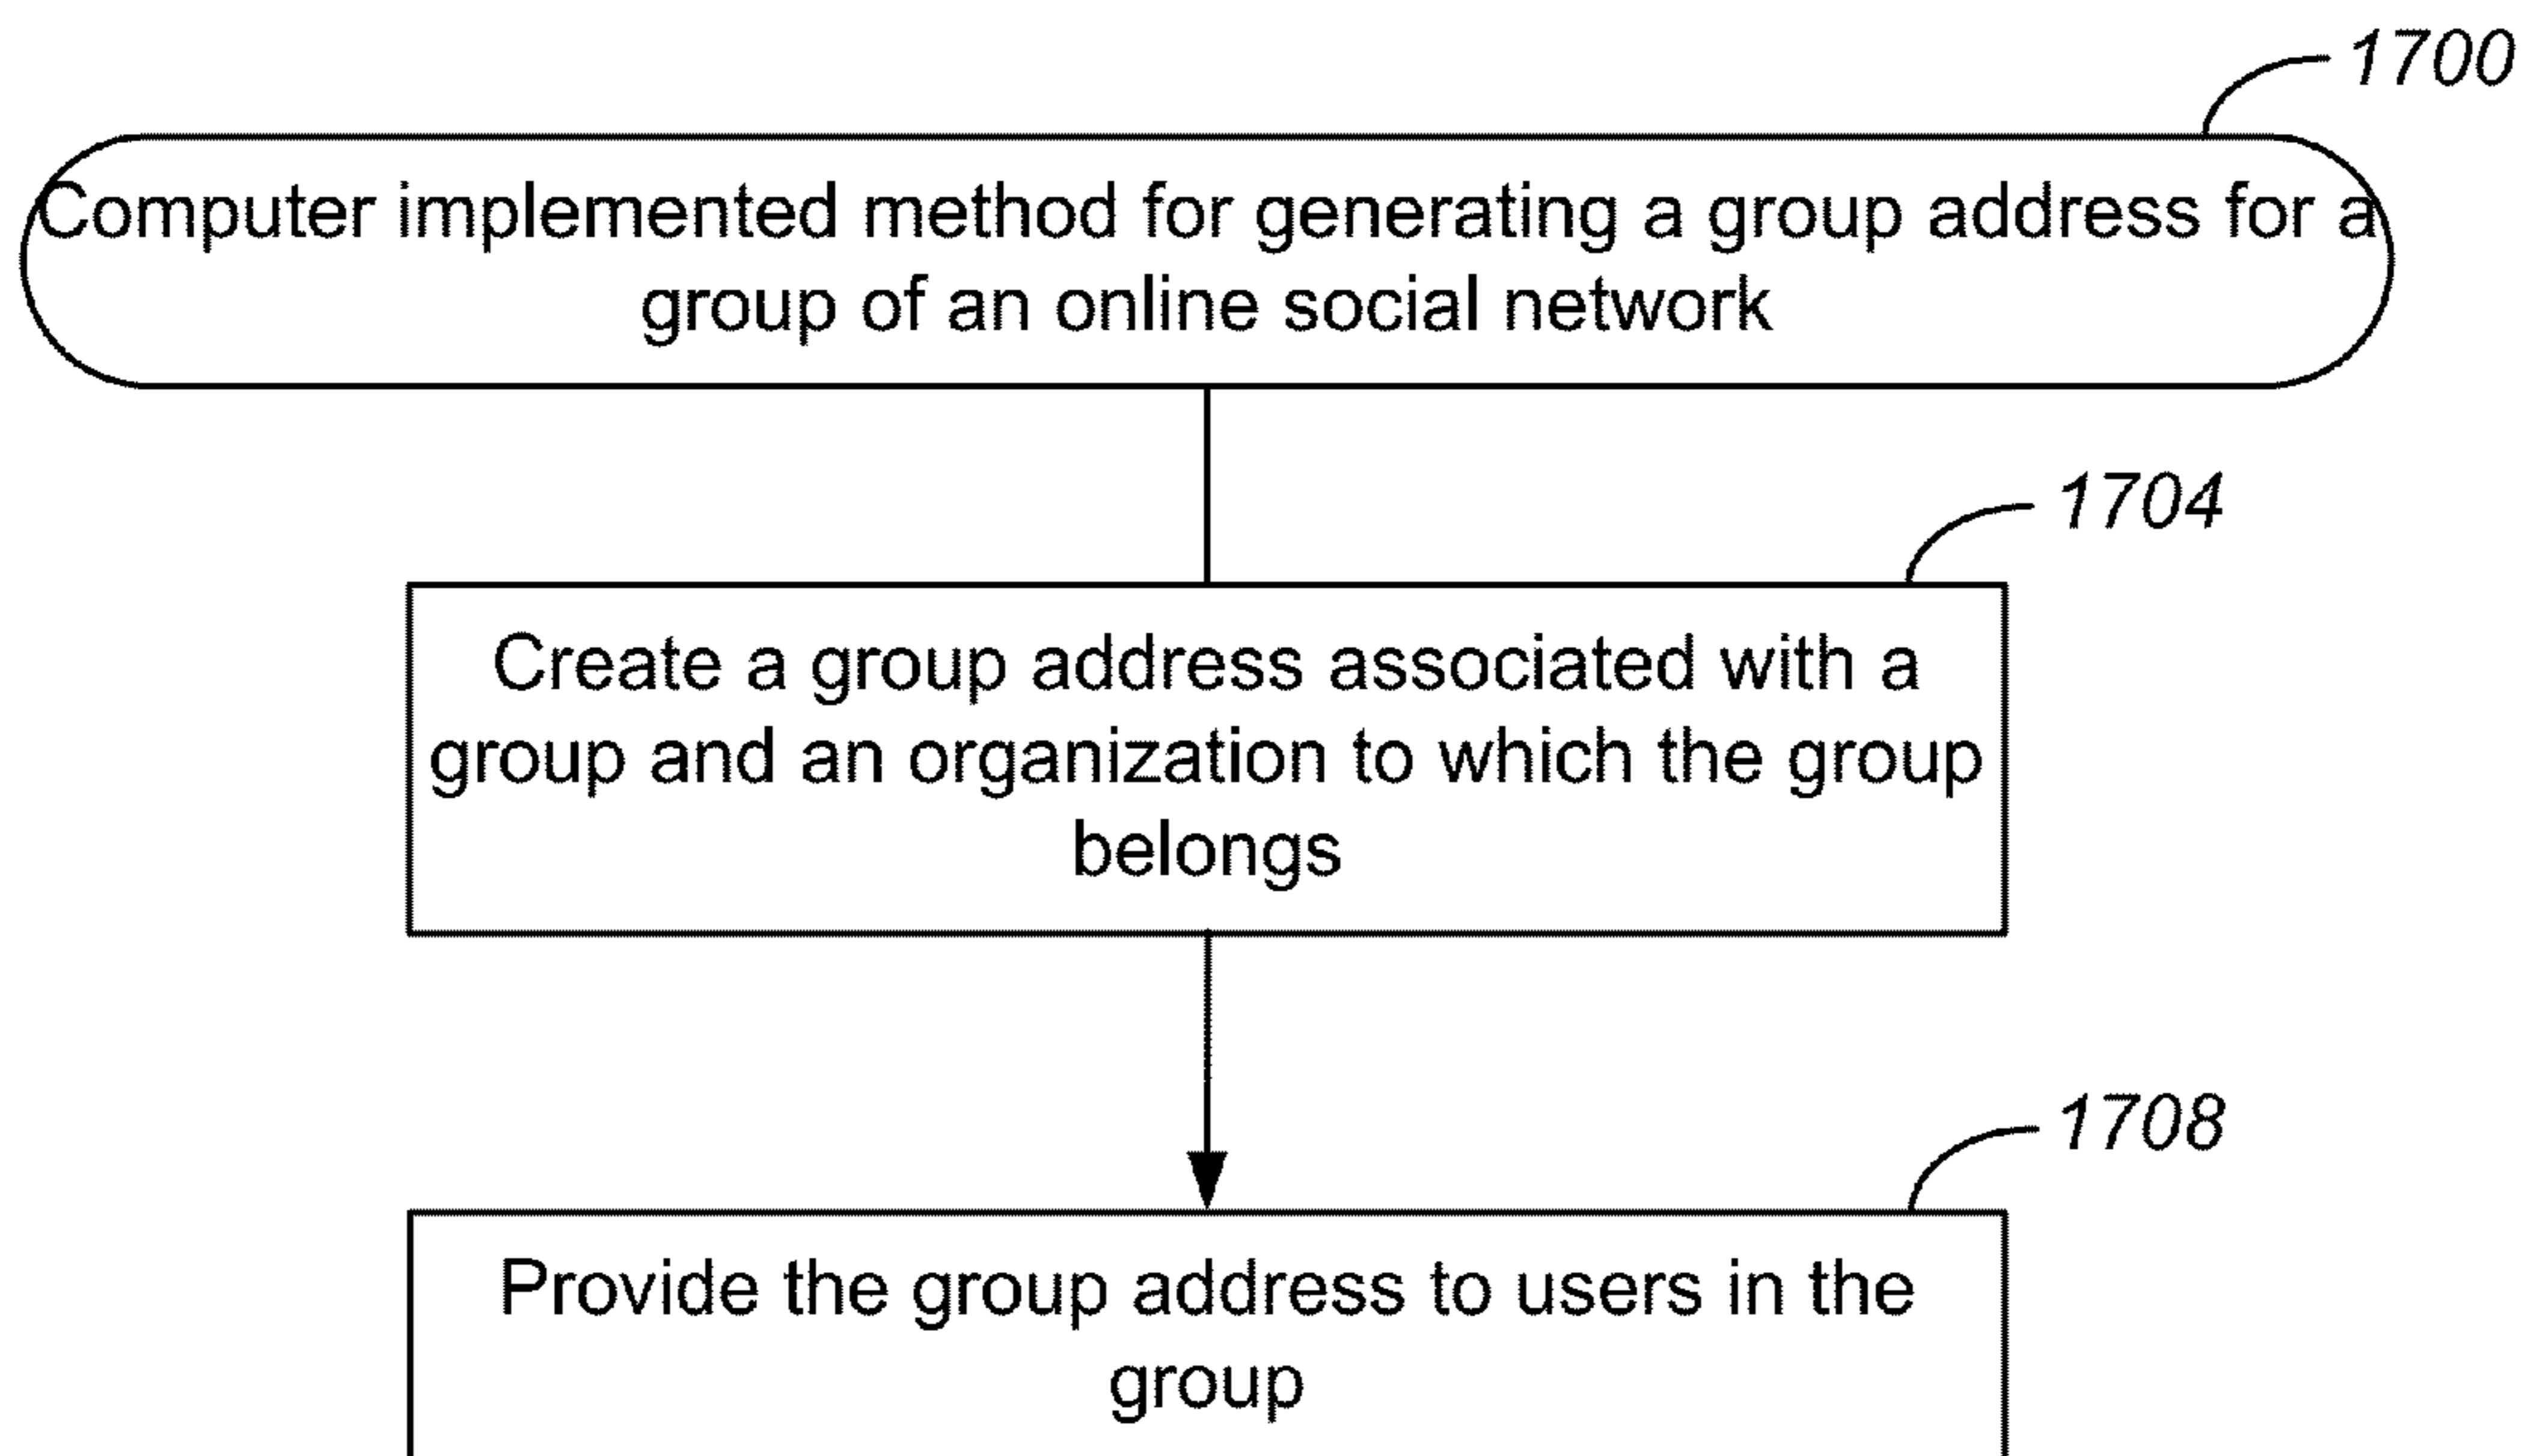 1700
Computer implemented method for generating a group address for a
group of an online social network
1704
Create a group address associated with a
group and an organization to which the group
belongs
1708
Provide the group address to users in the
group